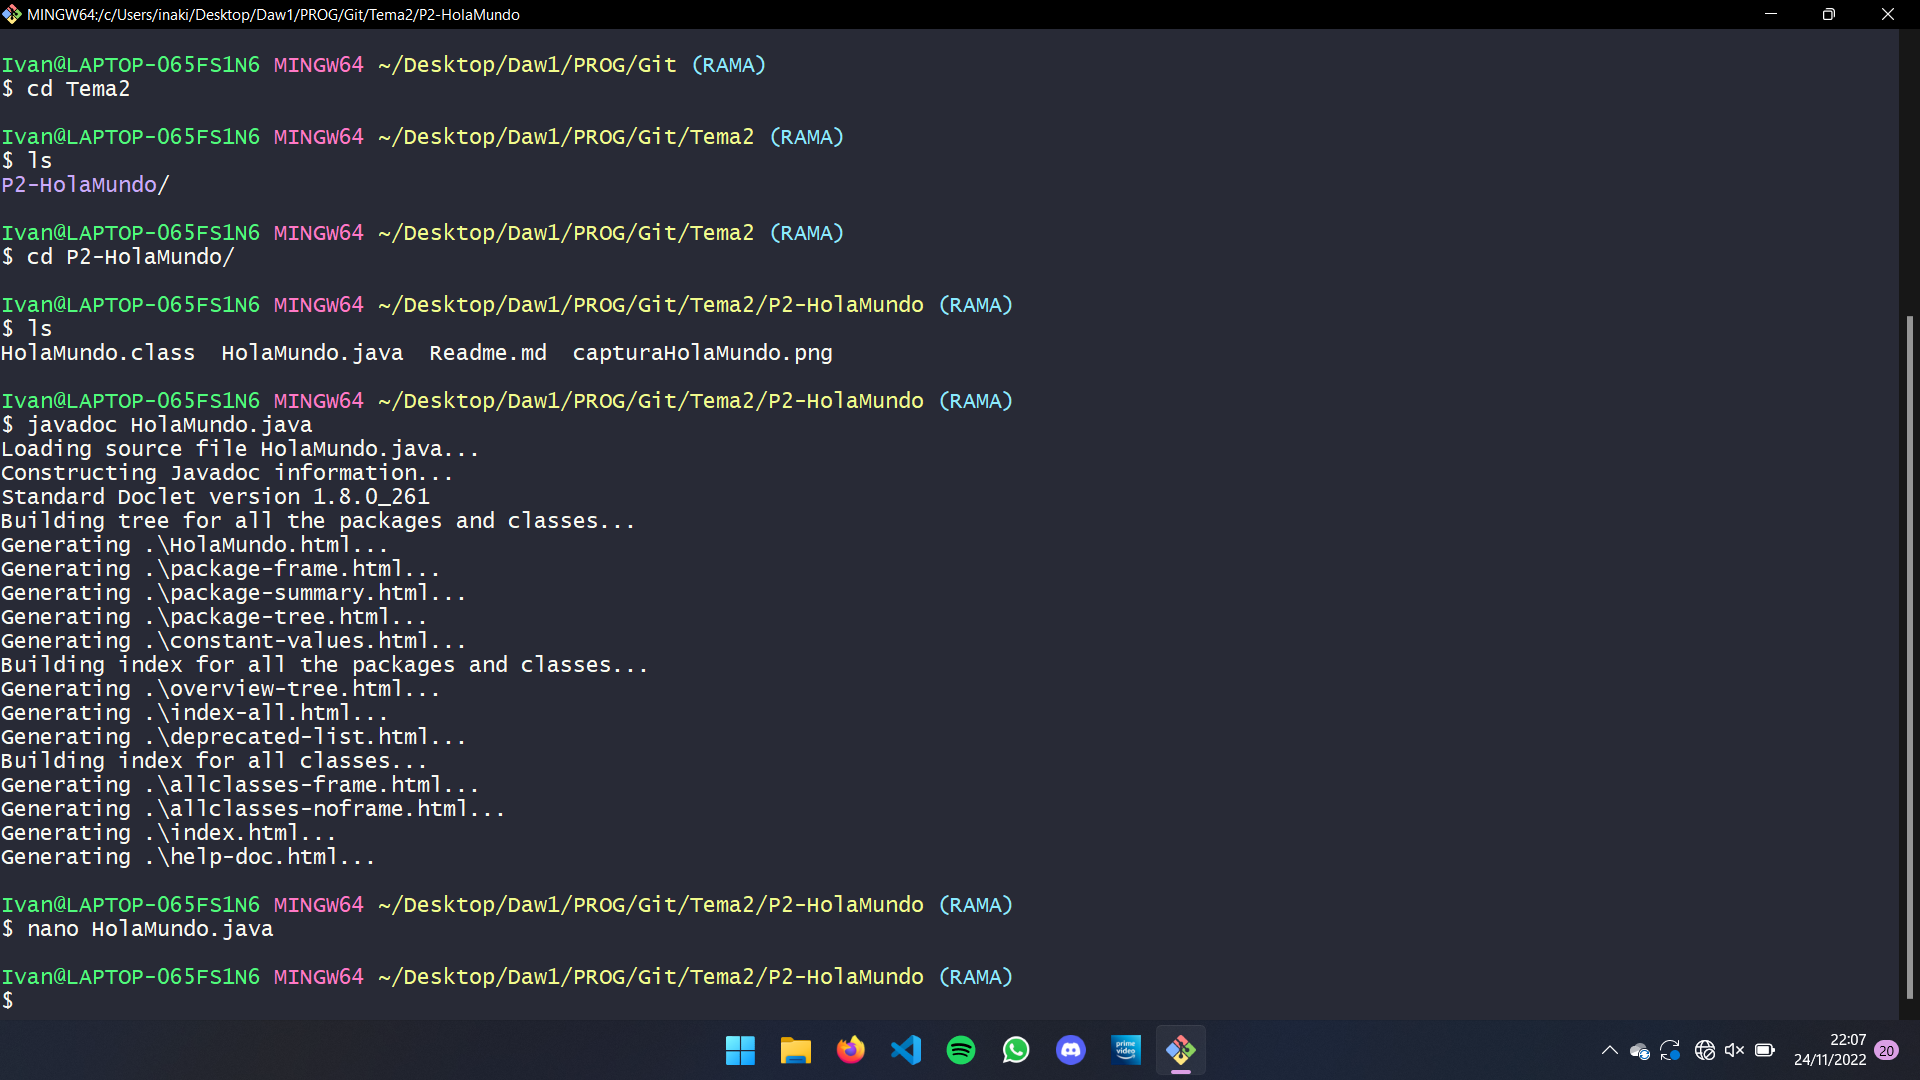 MINGW64:/c/Users/inaki/Desktop/Daw1/PROG/Git/Tema2/P2-HolaMundo
Ivan@LAPTOP-O65FS1N6 MINGW64 ~/Desktop/Daw1/PROG/Git (RAMA)
$ cd Tema2
Ivan@LAPTOP-O65FS1N6 MINGW64 ~/Desktop/Daw1/PROG/Git/Tema2 (RAMA)
$ ls
P2-HolaMundo/
Ivan@LAPTOP-O65FS1N6 MINGW64 ~/Desktop/Daw1/PROG/Git/Tema2 (RAMA)
$ cd P2-HolaMundo/
Ivan@LAPTOP-O65FS1N6 MINGW64 ~/Desktop/Daw1/PROG/Git/Tema2/P2-HolaMundo (RAMA)
$ ls
HolaMundo.class  HolaMundo.java  Readme.md  capturaHolaMundo.png
Ivan@LAPTOP-O65FS1N6 MINGW64 ~/Desktop/Daw1/PROG/Git/Tema2/P2-HolaMundo (RAMA)
$ javadoc HolaMundo.java
Loading source file HolaMundo.java...
Constructing Javadoc information...
Standard Doclet version 1.8.0_261
Building tree for all the packages and classes...
Generating .\HolaMundo.html...
Generating .\package-frame.html...
Generating .\package-summary.html...
Generating .\package-tree.html...
Generating .\constant-values.html...
Building index for all the packages and classes...
Generating .\overview-tree.html...
Generating .\index-all.html...
Generating .\deprecated-list.html...
Building index for all classes...
Generating .\allclasses-frame.html...
Generating .\allclasses-noframe.html...
Generating .\index.html...
Generating .\help-doc.html...
Ivan@LAPTOP-O65FS1N6 MINGW64 ~/Desktop/Daw1/PROG/Git/Tema2/P2-HolaMundo (RAMA)
$ nano HolaMundo.java
Ivan@LAPTOP-O65FS1N6 MINGW64 ~/Desktop/Daw1/PROG/Git/Tema2/P2-HolaMundo (RAMA)
$
prime video
22:07
24/11/2022
20